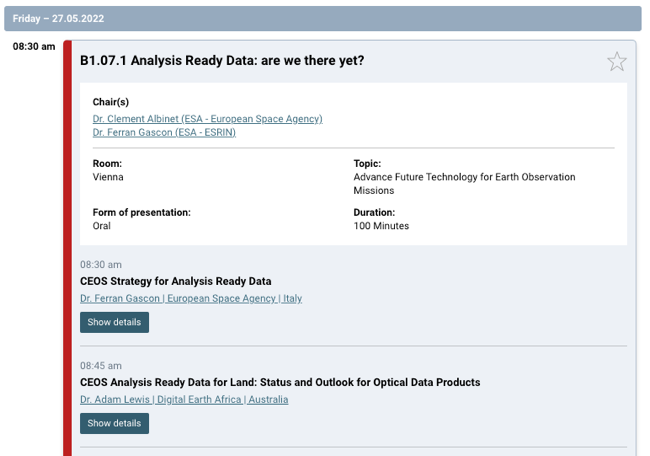 Friday – 27.05.2022
08:30 am
B1.07.1 Analysis Ready Data: are we there yet?
Chair(s)
Dr. Clement Albinet (ESA - European Space Agency)
Dr. Ferran Gascon (ESA - ESRIN)
Room:
Vienna
Topic:
Advance Future Technology for Earth Observation
Missions
Form of presentation:
Oral
Duration:
100 Minutes
08:30 am
CEOS Strategy for Analysis Ready Data
Dr. Ferran Gascon | European Space Agency | Italy
Show details
08:45 am
CEOS Analysis Ready Data for Land: Status and Outlook for Optical Data Products
Dr. Adam Lewis | Digital Earth Africa | Australia
Show details